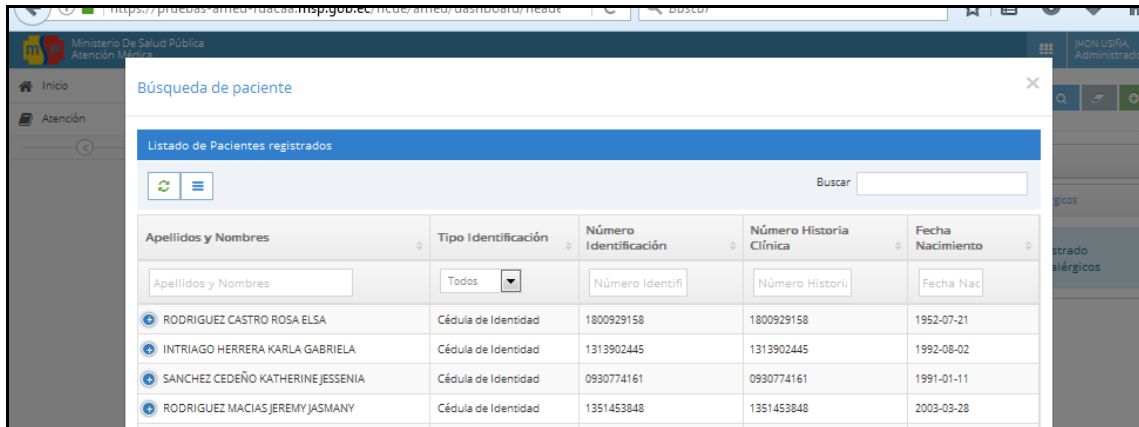 Ministerio De Salud Pública
Atención Médica
JHON USIÑA,
Inicio
Atención
Búsqueda de paciente
×
Listado de Pacientes registrados
Buscar
Apellidos y Nombres Tipo Identificación Número Identificación Número Historia Clínica Fecha Nacimiento
Apellidos y Nombres Todos Número Identifi Número Histori Fecha Nac
RODRIGUEZ CASTRO ROSA ELSA Cédula de Identidad 1800929158 1800929158 1952-07-21
INTRIAGO HERRERA KARLA GABRIELA Cédula de Identidad 1313902445 1313902445 1992-08-02
SANCHEZ CEDEÑO KATHERINE JESSENIA Cédula de Identidad 0930774161 0930774161 1991-01-11
RODRIGUEZ MACIAS JEREMY JASMANY Cédula de Identidad 1351453848 1351453848 2003-03-28